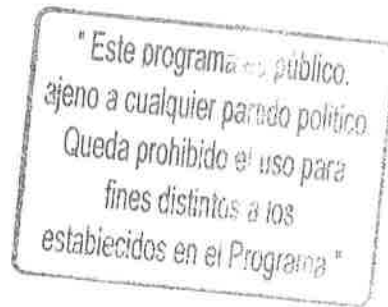 " Este programa es público.
ajeno a cualquier partido político
Queda prohibido el uso para
fines distintos a los
establecidos en el Programa "